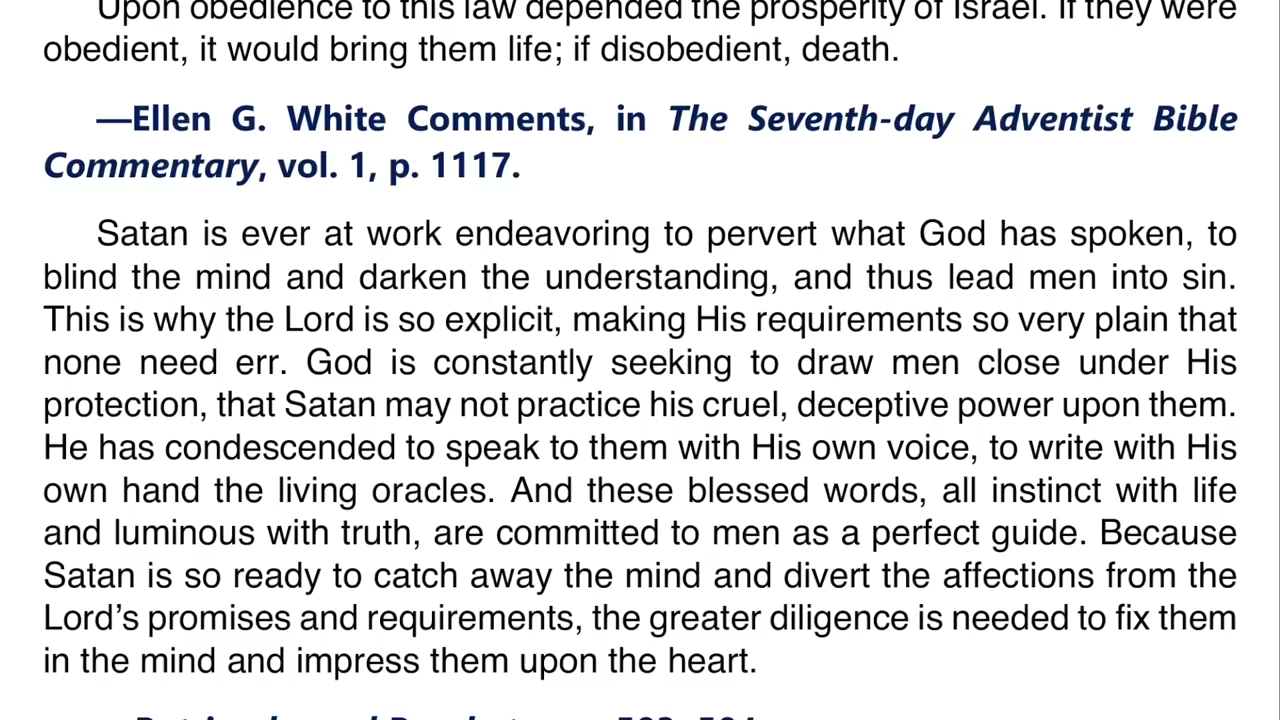 Upon obedience to this law depended the prosperity of Israel. If they were
obedient, it would bring them life; if disobedient, death.
—Ellen G. White Comments, in The Seventh-day Adventist Bible
Commentary, vol. 1, p. 1117.
Satan is ever at work endeavoring to pervert what God has spoken, to
blind the mind and darken the understanding, and thus lead men into sin.
This is why the Lord is so explicit, making His requirements so very plain that
none need err. God is constantly seeking to draw men close under His
protection, that Satan may not practice his cruel, deceptive power upon them.
He has condescended to speak to them with His own voice, to write with His
own hand the living oracles. And these blessed words, all instinct with life
and luminous with truth, are committed to men as a perfect guide. Because
Satan is so ready to catch away the mind and divert the affections from the
Lord’s promises and requirements, the greater diligence is needed to fix them
in the mind and impress them upon the heart.